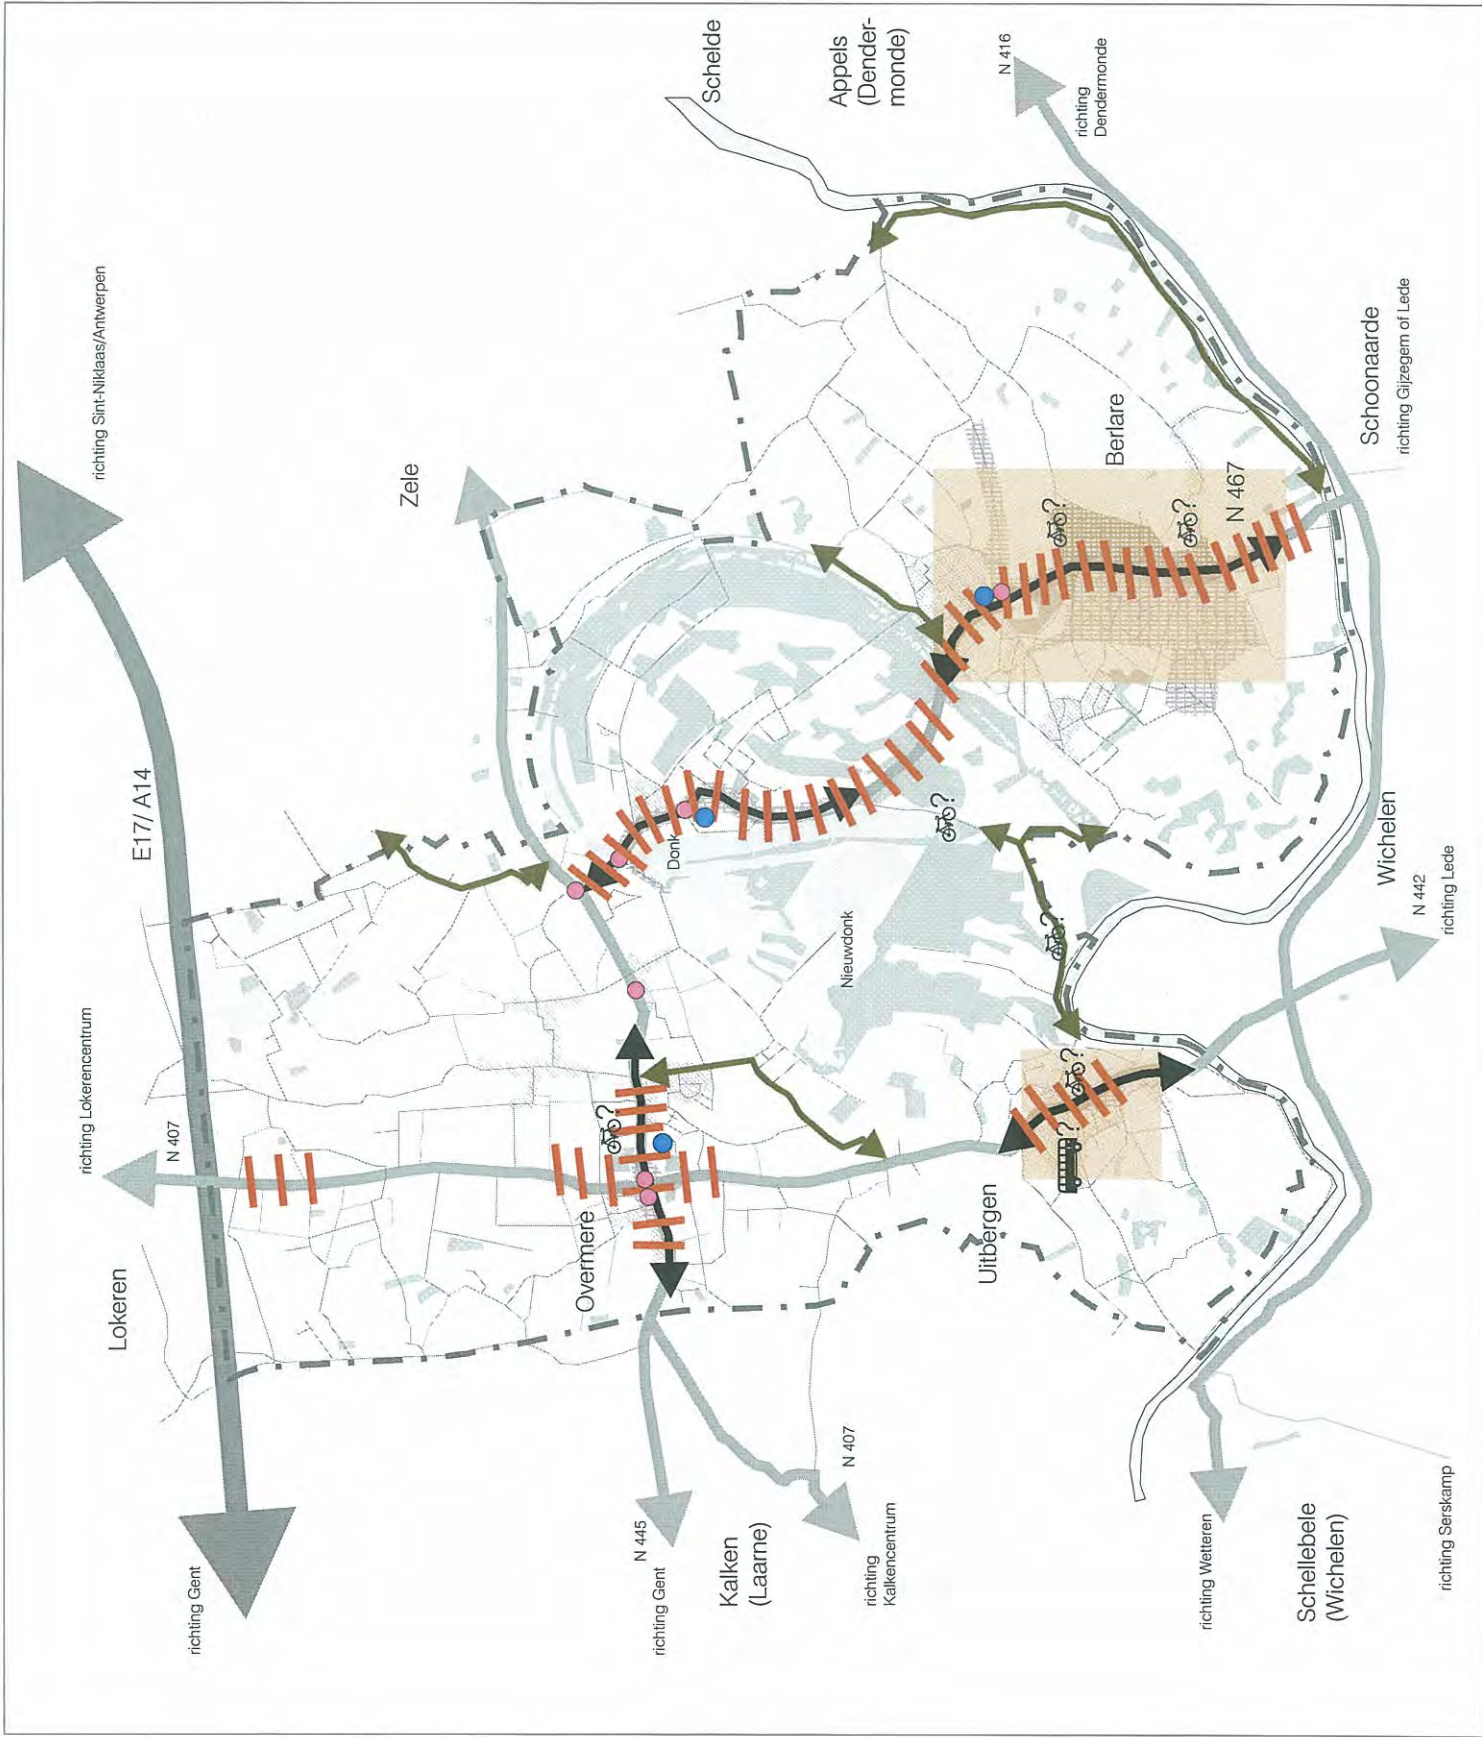 richting Gent
E17/ A14
richting Sint-Niklaas/Antwerpen
Lokeren
richting Lokerencentrum
N 407
Zele
Schelde
Appels
(Dender-
monde)
N 416
richting
Dendermonde
Overmere
Donk
Nieuwdonk
N 445
richting Gent
Kalken
(Laarne)
N 407
richting
Kalkencentrum
Uitbergen
?
?
?
?
?
?
?
Berlare
N 467
Schoonaarde
richting Gijzegem of Lede
Wichelen
N 442
richting Lede
richting Wetteren
Schellebele
(Wichelen)
richting Serskamp